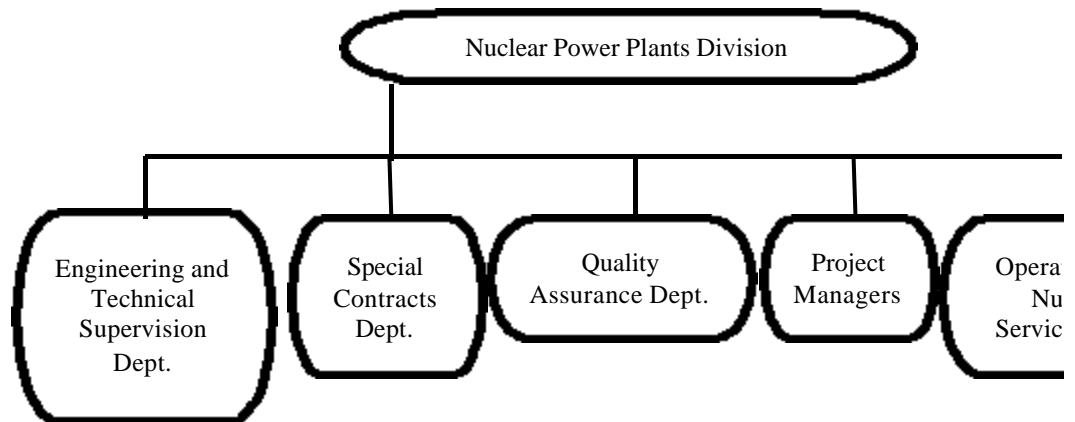 Nuclear Power Plants Division
Engineering and
Technical
Supervision
Dept.
Special
Contracts
Dept.
Quality
Assurance Dept.
Project
Managers